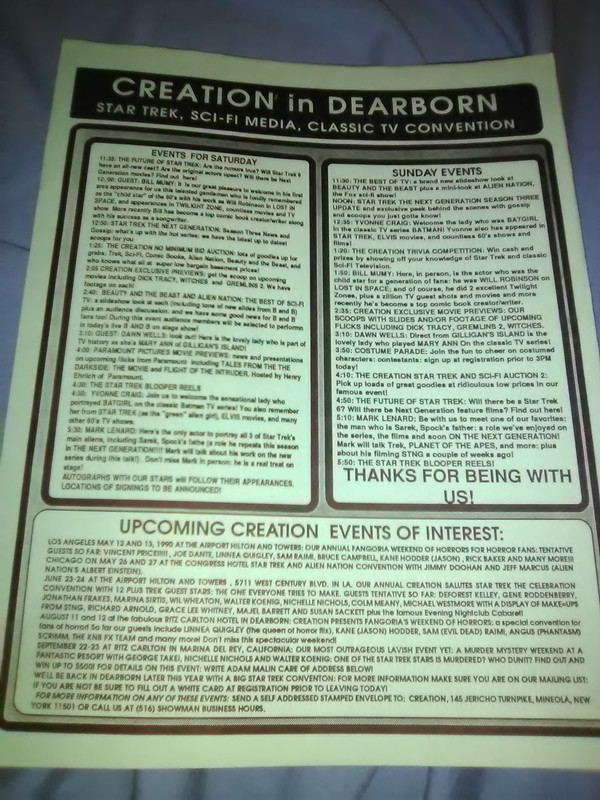 CREATION in DEARBORN
STAR TREK, SCI-FI MEDIA, CLASSIC TV CONVENTION
EVENTS FOR SATURDAY
11:35: THE FUTURE OF STAR TREK: Are the rumors true? Will Star Trek 6
have an all-new cast? Are the original actors upset? Will there be Next
Generation movies? Find out here!
12:00: GUEST: BILL MUMY: It is our great pleasure to welcome in his first
area appearance for us this talented gentleman who is fondly remembered
as the "child star" of the 60's with his work as Will Robinson in LOST IN
SPACE, and appearances in TWILIGHT ZONE, countless movies and TV
show. More recently Bill has become a top comic book creator/writer along
with his success as a songwriter.
12:50: STAR TREK THE NEXT GENERATION: Season Three News and
Gossip: what's up with the hot series: we have the latest up to date
scoops for you
1:25: THE CREATION NO MINIMUM BID AUCTION: lots of goodies up for
grabs: Trek, Sci-Fi, Comic Books, Alien Nation, Beauty and the Beast, and
who knows what all at super low bargain basement prices!
2:05 CREATION EXCLUSIVE PREVIEWS: get the scoop on upcoming
movies including DICK TRACY, WITCHES and GREMLINS 2. We have
footage on each!
2:40: BEAUTY AND THE BEAST AND ALIEN NATION: THE BEST OF SCI-FI
TV: a slideshow look at each (including tons of new slides from B and B)
plus an audience discussion: and we have some good news for B and B
fans too! During this event audience members will be selected to perform
in today's live B AND B on stage show!
3:10: GUEST: DAWN WELLS: look out! Here is the lovely lady who is part of
TV history as she's MARY ANN of GILLIGAN'S ISLAND!
4:00: PARAMOUNT PICTURES MOVIE PREVIEWS: news and presentations
on upcoming flicks from Paramount including TALES FROM THE
DARKSIDE: THE MOVIE and FLIGHT OF THE INTRUDER. Hosted by Henry
Ehrlich of Paramount.
4:30: THE STAR TREK BLOOPER REELS
4:50: YVONNE CRAIG: Join us to welcome the sensational lady who
portrayed BATGIRL on the classic Batman TV series! You also remember
her from STAR TREK (as the "green" alien girl), ELVIS movies, and many
other 60's TV shows.
5:30: MARK LENARD: Here's the only actor to portray all 3 of Star Trek's
main aliens, including Sarek, Spock's father (a role he repeats this season
in THE NEXT GENERATION!!!! Mark will talk about his work on the new
series during this talk!). Don't miss Mark in person: he is a real treat on
stage!
AUTOGRAPHS WITH OUR STARS will FOLLOW THEIR APPEARANCES.
LOCATIONS OF SIGNINGS TO BE ANNOUNCED!
SUNDAY EVENTS
11:30: THE BEST OF TV: a brand new slideshow look at
BEAUTY AND THE BEAST plus a mini-look at ALIEN NATION,
the Fox sci-fi show!
NOON: STAR TREK THE NEXT GENERATION SEASON THREE
UPDATE and exclusive peek behind the scenes with gossip
and scoops you just gotta know!
12:35: YVONNE CRAIG: Welcome the lady who was BATGIRL
in the classic TV series BATMAN! Yvonne also has appeared in
STAR TREK, ELVIS movies, and countless 60's shows and
films!
1:20: THE CREATION TRIVIA COMPETITION: Win cash and
prizes by showing off your knowledge of Star Trek and classic
Sci-Fi Television.
1:50: BILL MUMY: Here, in person, is the actor who was the
child star for a generation of fans: he was WILL ROBINSON on
LOST IN SPACE; and of course, he did 2 excellent Twilight
Zones, plus a zillion TV guest shots and movies and more
recently he's become a top comic book creator/writer.
2:35: CREATION EXCLUSIVE MOVIE PREVIEWS: OUR
SCOOPS WITH SLIDES AND/OR FOOTAGE OF UPCOMING
FLICKS INCLUDING DICK TRACY, GREMLINS 2, WITCHES.
3:10: DAWN WELLS: Direct from GILLIGAN'S ISLAND is the
lovely lady who played MARY ANN On the classic TV series!
3:50: COSTUME PARADE: Join the fun to cheer on costumed
characters: contestants: sign up at registration prior to 3PM
today!
4:10: THE CREATION STAR TREK AND SCI-FI AUCTION 2:
Pick up loads of great goodies at ridiculous low prices in our
famous event!
4:50: THE FUTURE OF STAR TREK: Will there be a Star Trek
6? Will there be Next Generation feature films? Find out here!
5:10: MARK LENARD: Be with us to meet one of our favorites:
the man who is Sarek, Spock's father: a role we've enjoyed on
the series, the films and soon ON THE NEXT GENERATION!
Mark will talk Trek, PLANET OF THE APES, and more: plus
about his filming STNG a couple of weeks ago!
5:50: THE STAR TREK BLOOPER REELS!
THANKS FOR BEING WITH
US!
UPCOMING CREATION EVENTS OF INTEREST:
LOS ANGELES MAY 12 AND 13, 1990 AT THE AIRPORT HILTON AND TOWERS: OUR ANNUAL FANGORIA WEEKEND OF HORRORS FOR HORROR FANS: TENTATIVE
GUESTS SO FAR: VINCENT PRICE!!!!!, JOE DANTE, LINNEA QUIGLEY, SAM RAIMI, BRUCE CAMPBELL, KANE HODDER (JASON), RICK BAKER AND MANY MORE!!!
CHICAGO ON MAY 26 AND 27 AT THE CONGRESS HOTEL STAR TREK AND ALIEN NATION CONVENTION WITH JIMMY DOOHAN AND JEFF MARCUS (ALIEN
NATION'S ALBERT EINSTEIN).
JUNE 23-24 AT THE AIRPORT HILTON AND TOWERS, 5711 WEST CENTURY BLVD. IN LA. OUR ANNUAL CREATION SALUTES STAR TREK THE CELEBRATION
CONVENTION WITH 12 PLUS TREK GUEST STARS: THE ONE EVERYONE TRIES TO MAKE. GUESTS TENTATIVE SO FAR: DEFOREST KELLEY, GENE RODDENBERRY,
JONATHAN FRAKES, MARINA SIRTIS, WIL WHEATON, WALTER KOENIG, NICHELLE NICHOLS, COLM MEANY, MICHAEL WESTMORE WITH A DISPLAY OF MAKE-UPS
FROM STNG, RICHARD ARNOLD, GRACE LEE WHITNEY, MAJEL BARRETT AND SUSAN SACKETT plus the famous Evening Nightclub Cabaret!
AUGUST 11 AND 12 at the fabulous RITZ CARLTON HOTEL IN DEARBORN: CREATION PRESENTS FANGORIA'S WEEKEND OF HORRORS: a special convention for
fans of horror! So far our guests include LINNEA QUIGLEY (the queen of horror flix), KANE (JASON) HODDER, SAM (EVIL DEAD) RAIMI, ANGUS (PHANTASM)
SCRIMM, THE KNB FX TEAM and many more! Don't miss this spectacular weekend!
SEPTEMBER 22-23 AT RITZ CARLTON IN MARINA DEL REY, CALIFORNIA: OUR MOST OUTRAGEOUS LAVISH EVENT YET: A MURDER MYSTERY WEEKEND AT A
FANTASTIC RESORT WITH GEORGE TAKEI, NICHELLE NICHOLS AND WALTER KOENIG: ONE OF THE STAR TREK STARS IS MURDERED? WHO DUNIT? FIND OUT AND
WIN UP TO $500! FOR DETAILS ON THIS EVENT: WRITE ADAM MALIN CARE OF ADDRESS BELOW!
WE'LL BE BACK IN DEARBORN LATER THIS YEAR WITH A BIG STAR TREK CONVENTON: FOR MORE INFORMATION MAKE SURE YOU ARE ON OUR MAILING LIST:
IF YOU ARE NOT BE SURE TO FILL OUT A WHITE CARD AT REGISTRATION PRIOR TO LEAVING TODAY!
FOR MORE INFORMATION ON ANY OF THESE EVENTS: SEND A SELF ADDRESSED STAMPED ENVELOPE TO: CREATION, 145 JERICHO TURNPIKE, MINEOLA, NEW
YORK 11501 OR CALL US AT (516) SHOWMAN BUSINESS HOURS.